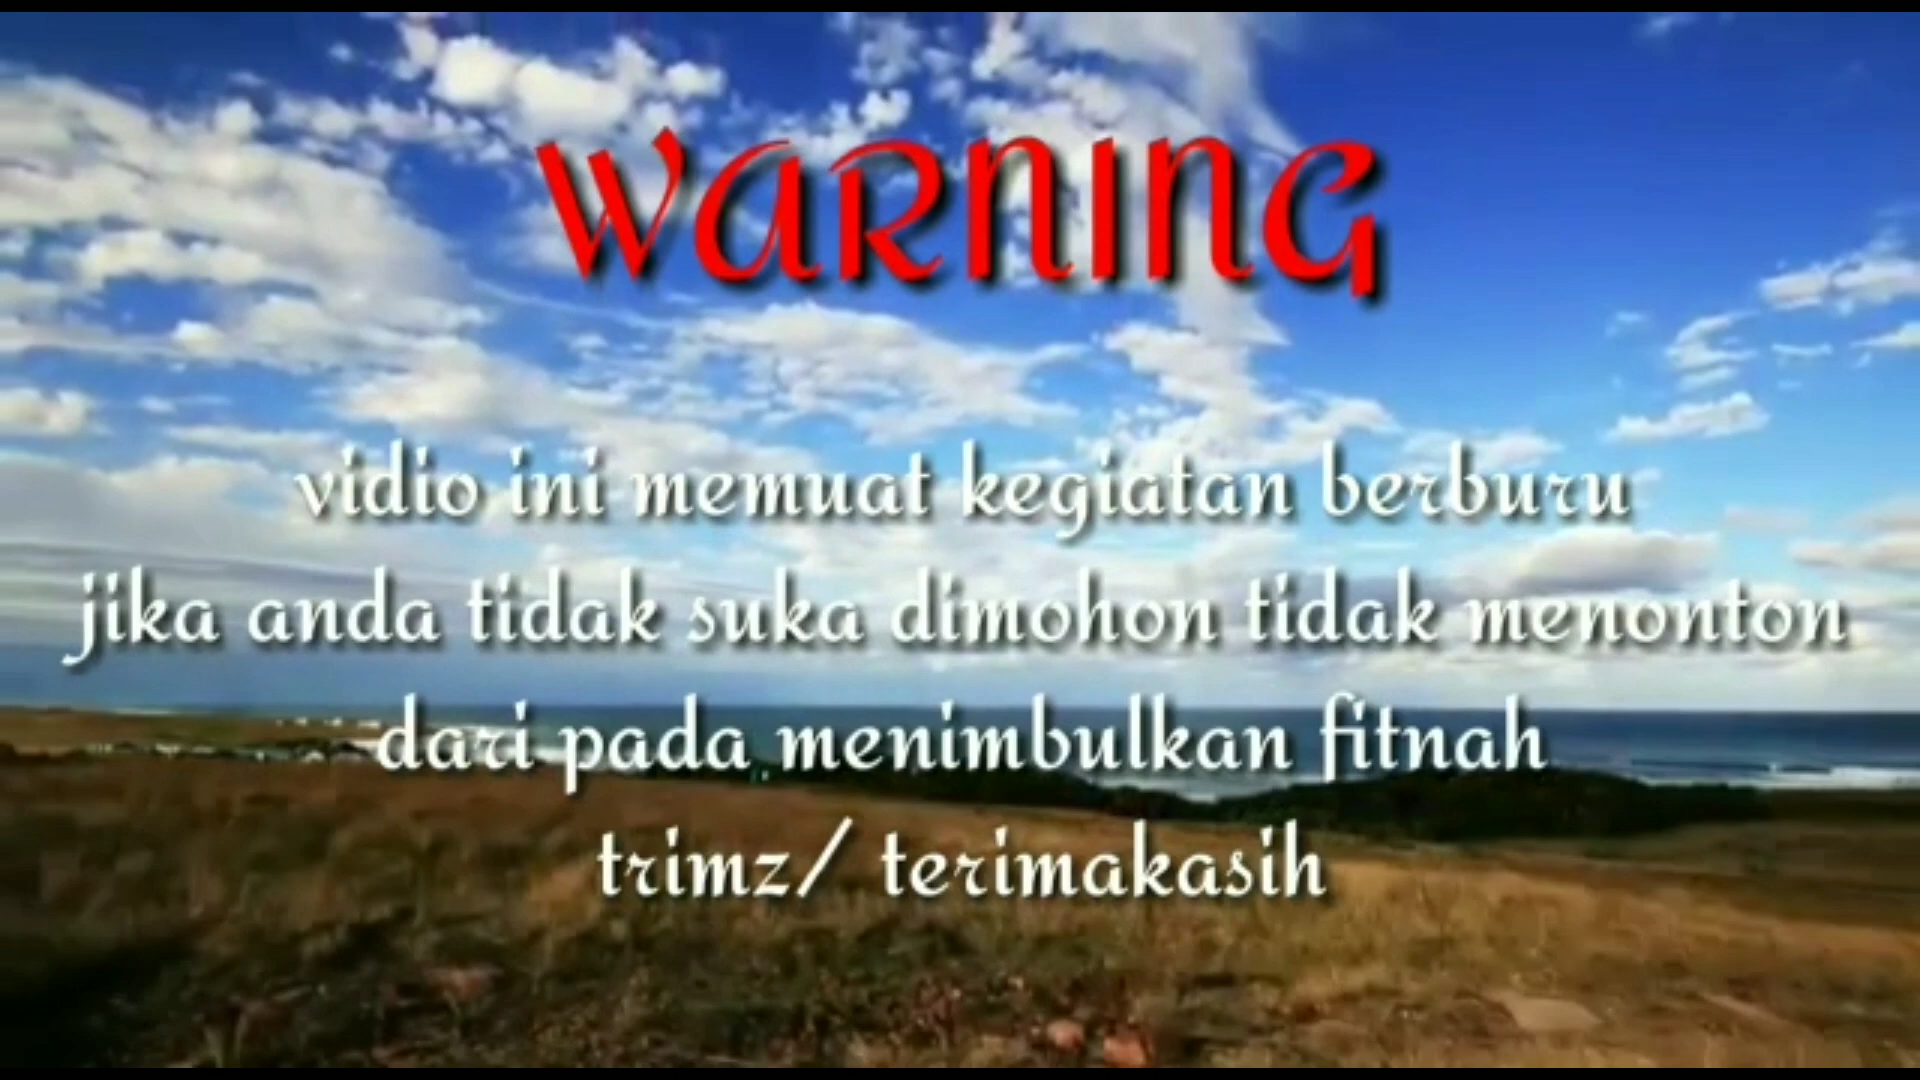 WARNING
vidio ini memuat kegiatan berburu
jika anda tidak suka dimohon tidak menonton
dari pada menimbulkan fitnah
trimz/ terimakasih